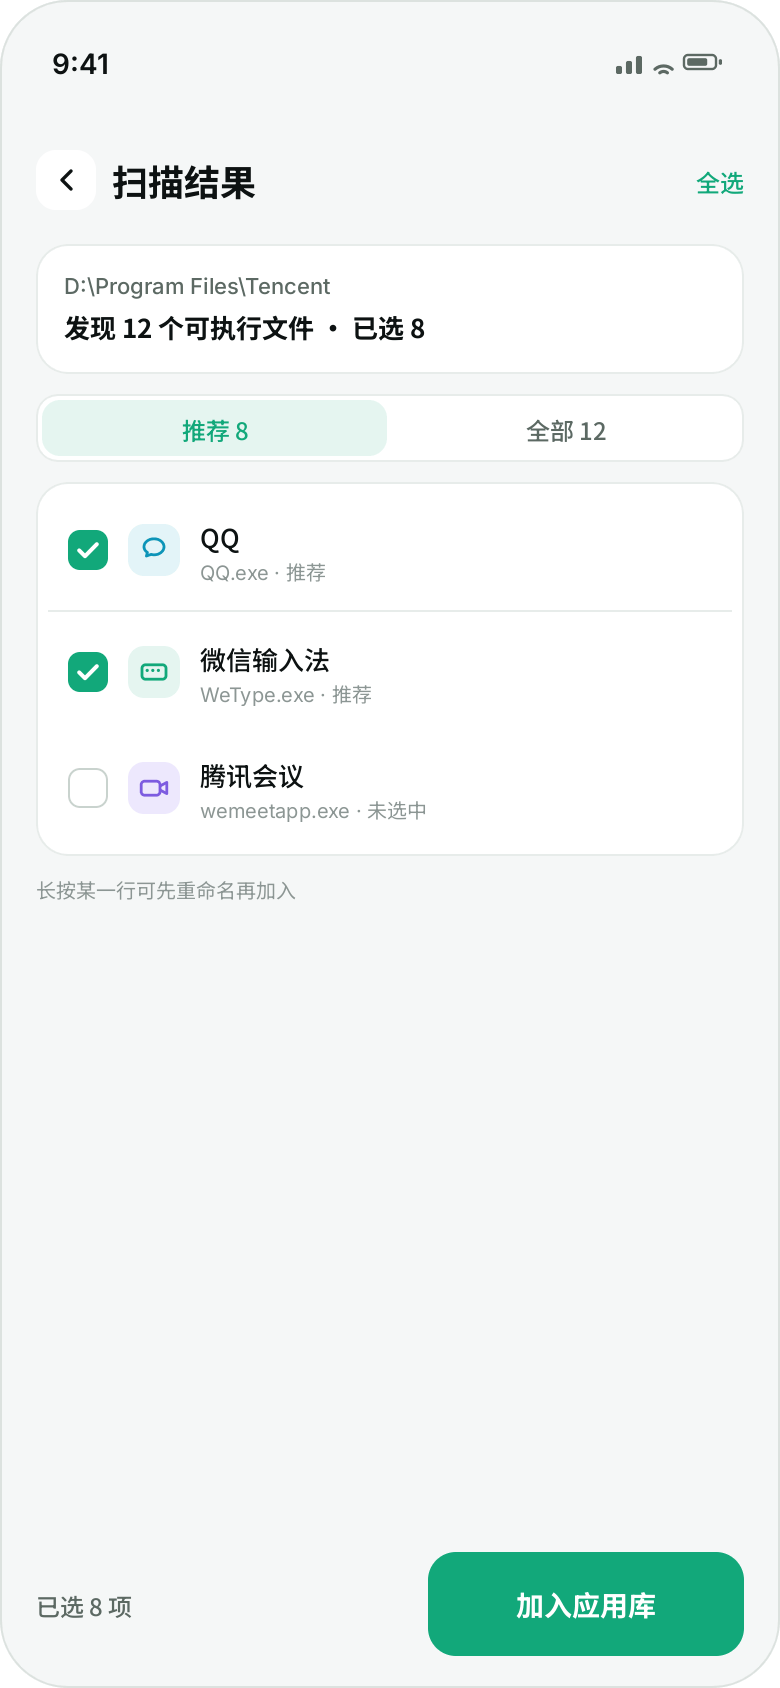 9:41
扫描结果
全选
D:\Program Files\Tencent
发现 12 个可执行文件 · 已选 8
推荐 8
全部 12
QQ
QQ.exe · 推荐
微信输入法
WeType.exe · 推荐
腾讯会议
wemeetapp.exe · 未选中
长按某一行可先重命名再加入
已选 8 项
加入应用库